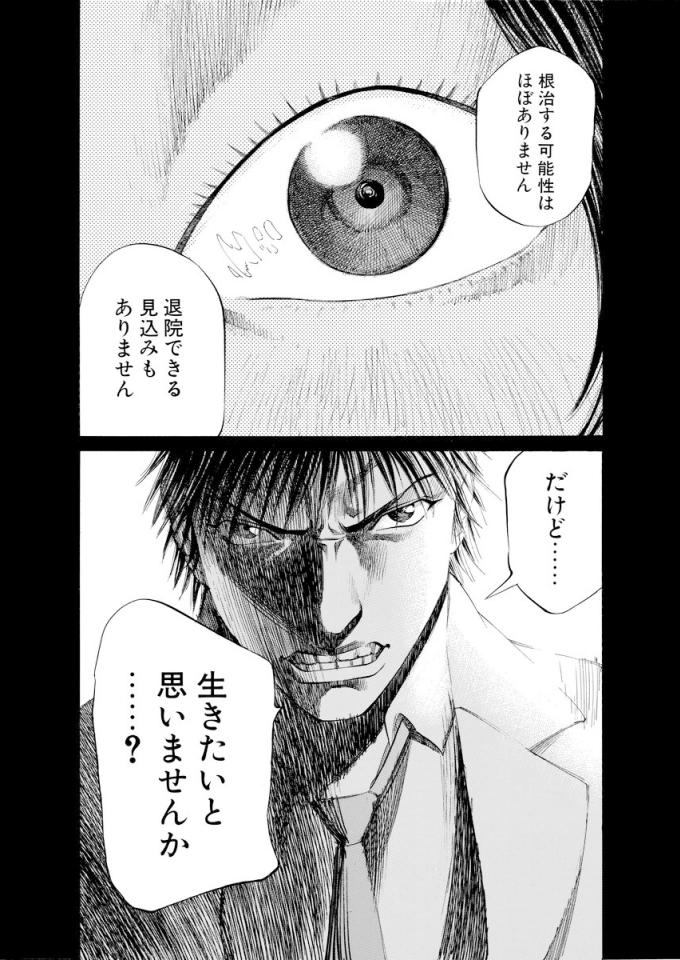 根治する可能性は
ほぼありません
退院できる
見込みも
ありません
だけど……
生きたいと
思いませんか
……?